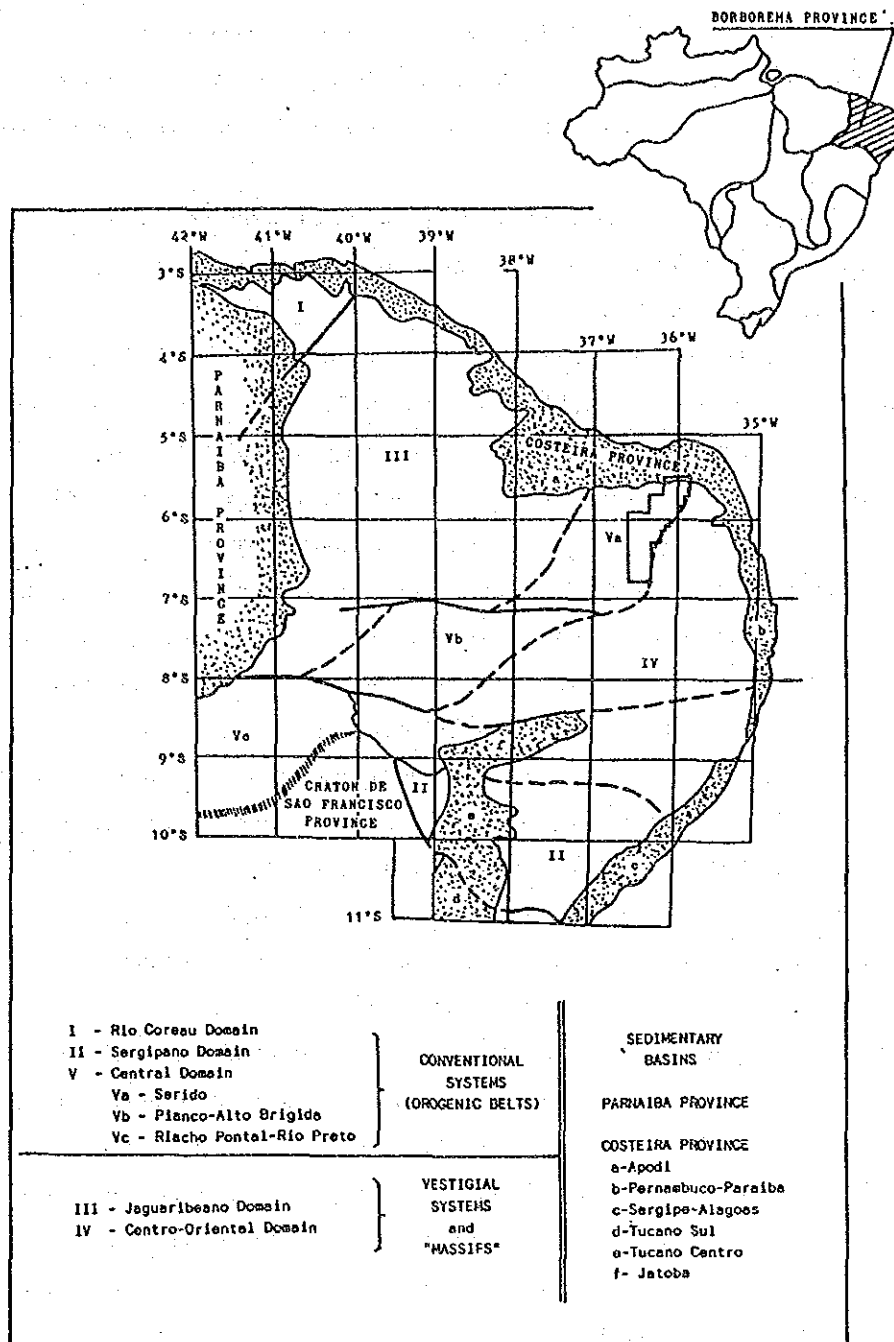 BORBOREMA PROVINCE
42°W 41°W 40°W 39°W
38°W
37°W 36°W
35°W
3°S
4°S
5°S
6°S
7°S
8°S
9°S
10°S
11°S
I
III
PARNAIBA PROVINCE
COSTEIRA PROVINCE
a
Va
Vb
IV
b
Vc
f
CRATON DE
SAO FRANCISCO
PROVINCE
II
e
II
c
d
I - Rio Coreau Domain
II - Sergipano Domain
V - Central Domain
Va - Serido
Vb - Pianco-Alto Brigida
Vc - Riacho Pontal-Rio Preto
CONVENTIONAL
SYSTEMS
(OROGENIC BELTS)
III - Jaguaribeano Domain
IV - Centro-Oriental Domain
VESTIGIAL
SYSTEMS
and
"MASSIFS"
SEDIMENTARY
BASINS
PARNAIBA PROVINCE
COSTEIRA PROVINCE
a-Apodi
b-Pernambuco-Paraiba
c-Sergipe-Alagoas
d-Tucano Sul
e-Tucano Centro
f- Jatoba